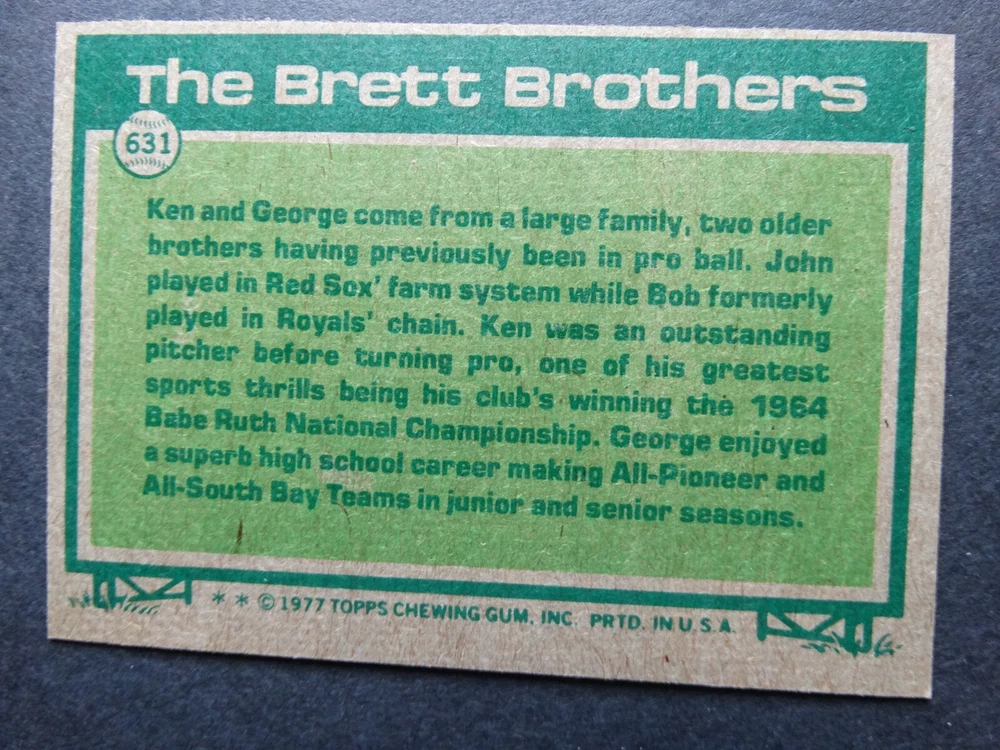 The Brett Brothers
631
Ken and George come from a large family, two older
brothers having previously been in pro ball. John
played in Red Sox' farm system while Bob formerly
played in Royals' chain. Ken was an outstanding
pitcher before turning pro, one of his greatest
sports thrills being his club's winning the 1964
Babe Ruth National Championship. George enjoyed
a superb high school career making All-Pioneer and
All-South Bay Teams in junior and senior seasons.
* * © 1977 TOPPS CHEWING GUM, INC. PRTD. IN U.S.A.